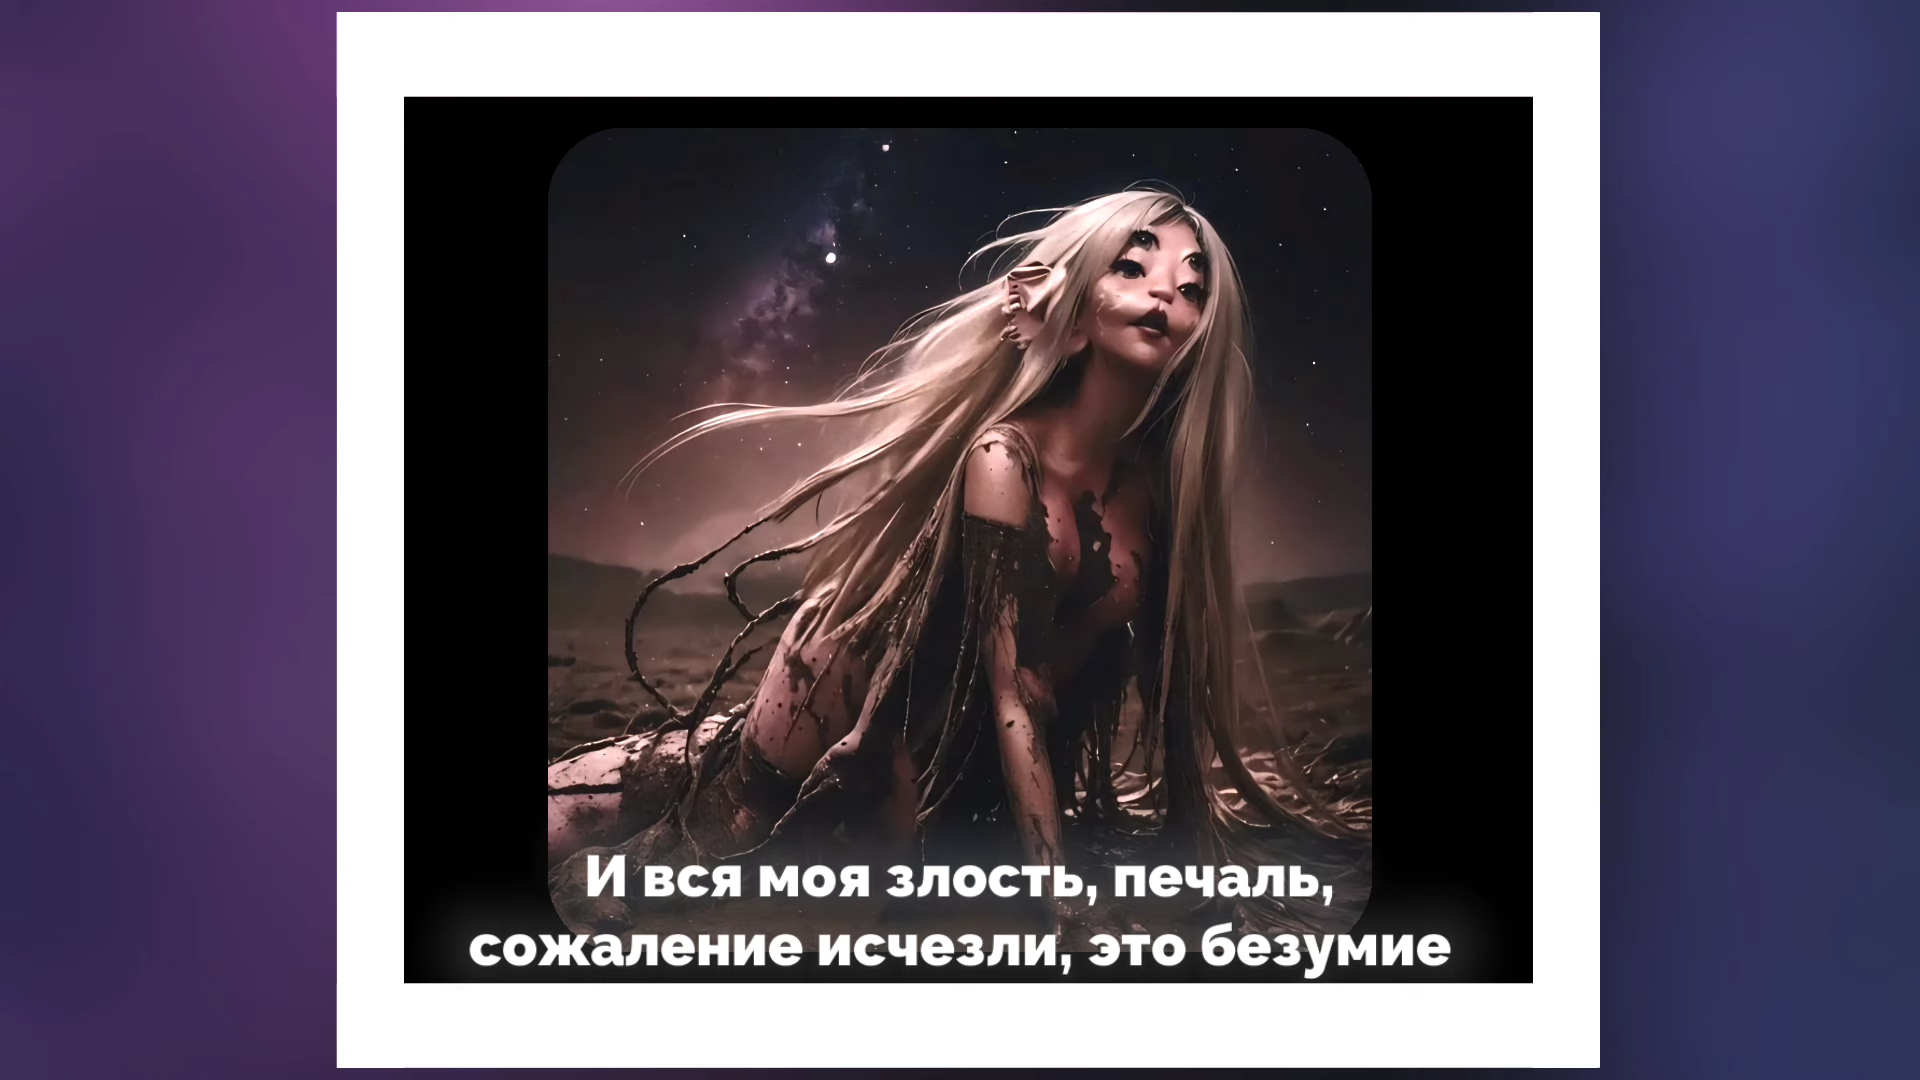 И вся моя злость, печаль,
сожаление исчезли, это безумие